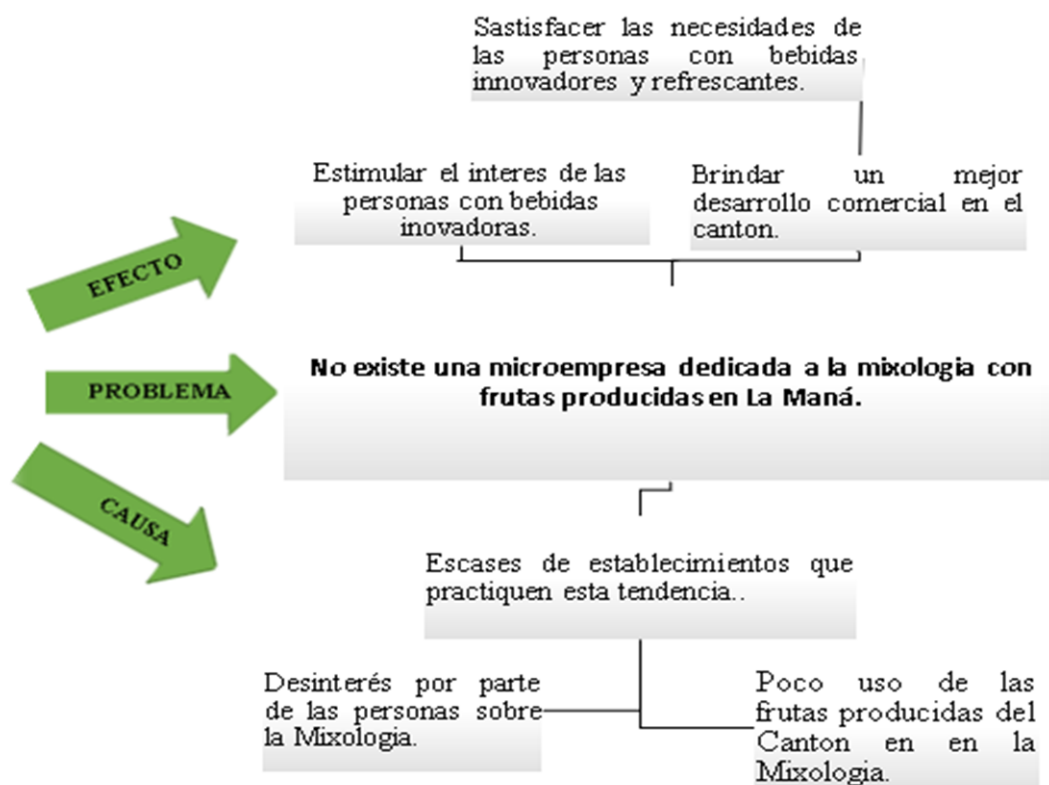 Sastisfacer las necesidades de
las personas con bebidas
innovadores y refrescantes.
Estimular el interes de las
personas con bebidas
inovadoras.
Brindar un mejor
desarrollo comercial en el
canton.
EFECTO
PROBLEMA
No existe una microempresa dedicada a la mixologia con
frutas producidas en La Maná.
CAUSA
Escases de establecimientos que
practiquen esta tendencia..
Desinterés por parte
de las personas sobre
la Mixologia.
Poco uso de las
frutas producidas del
Canton en en la
Mixologia.